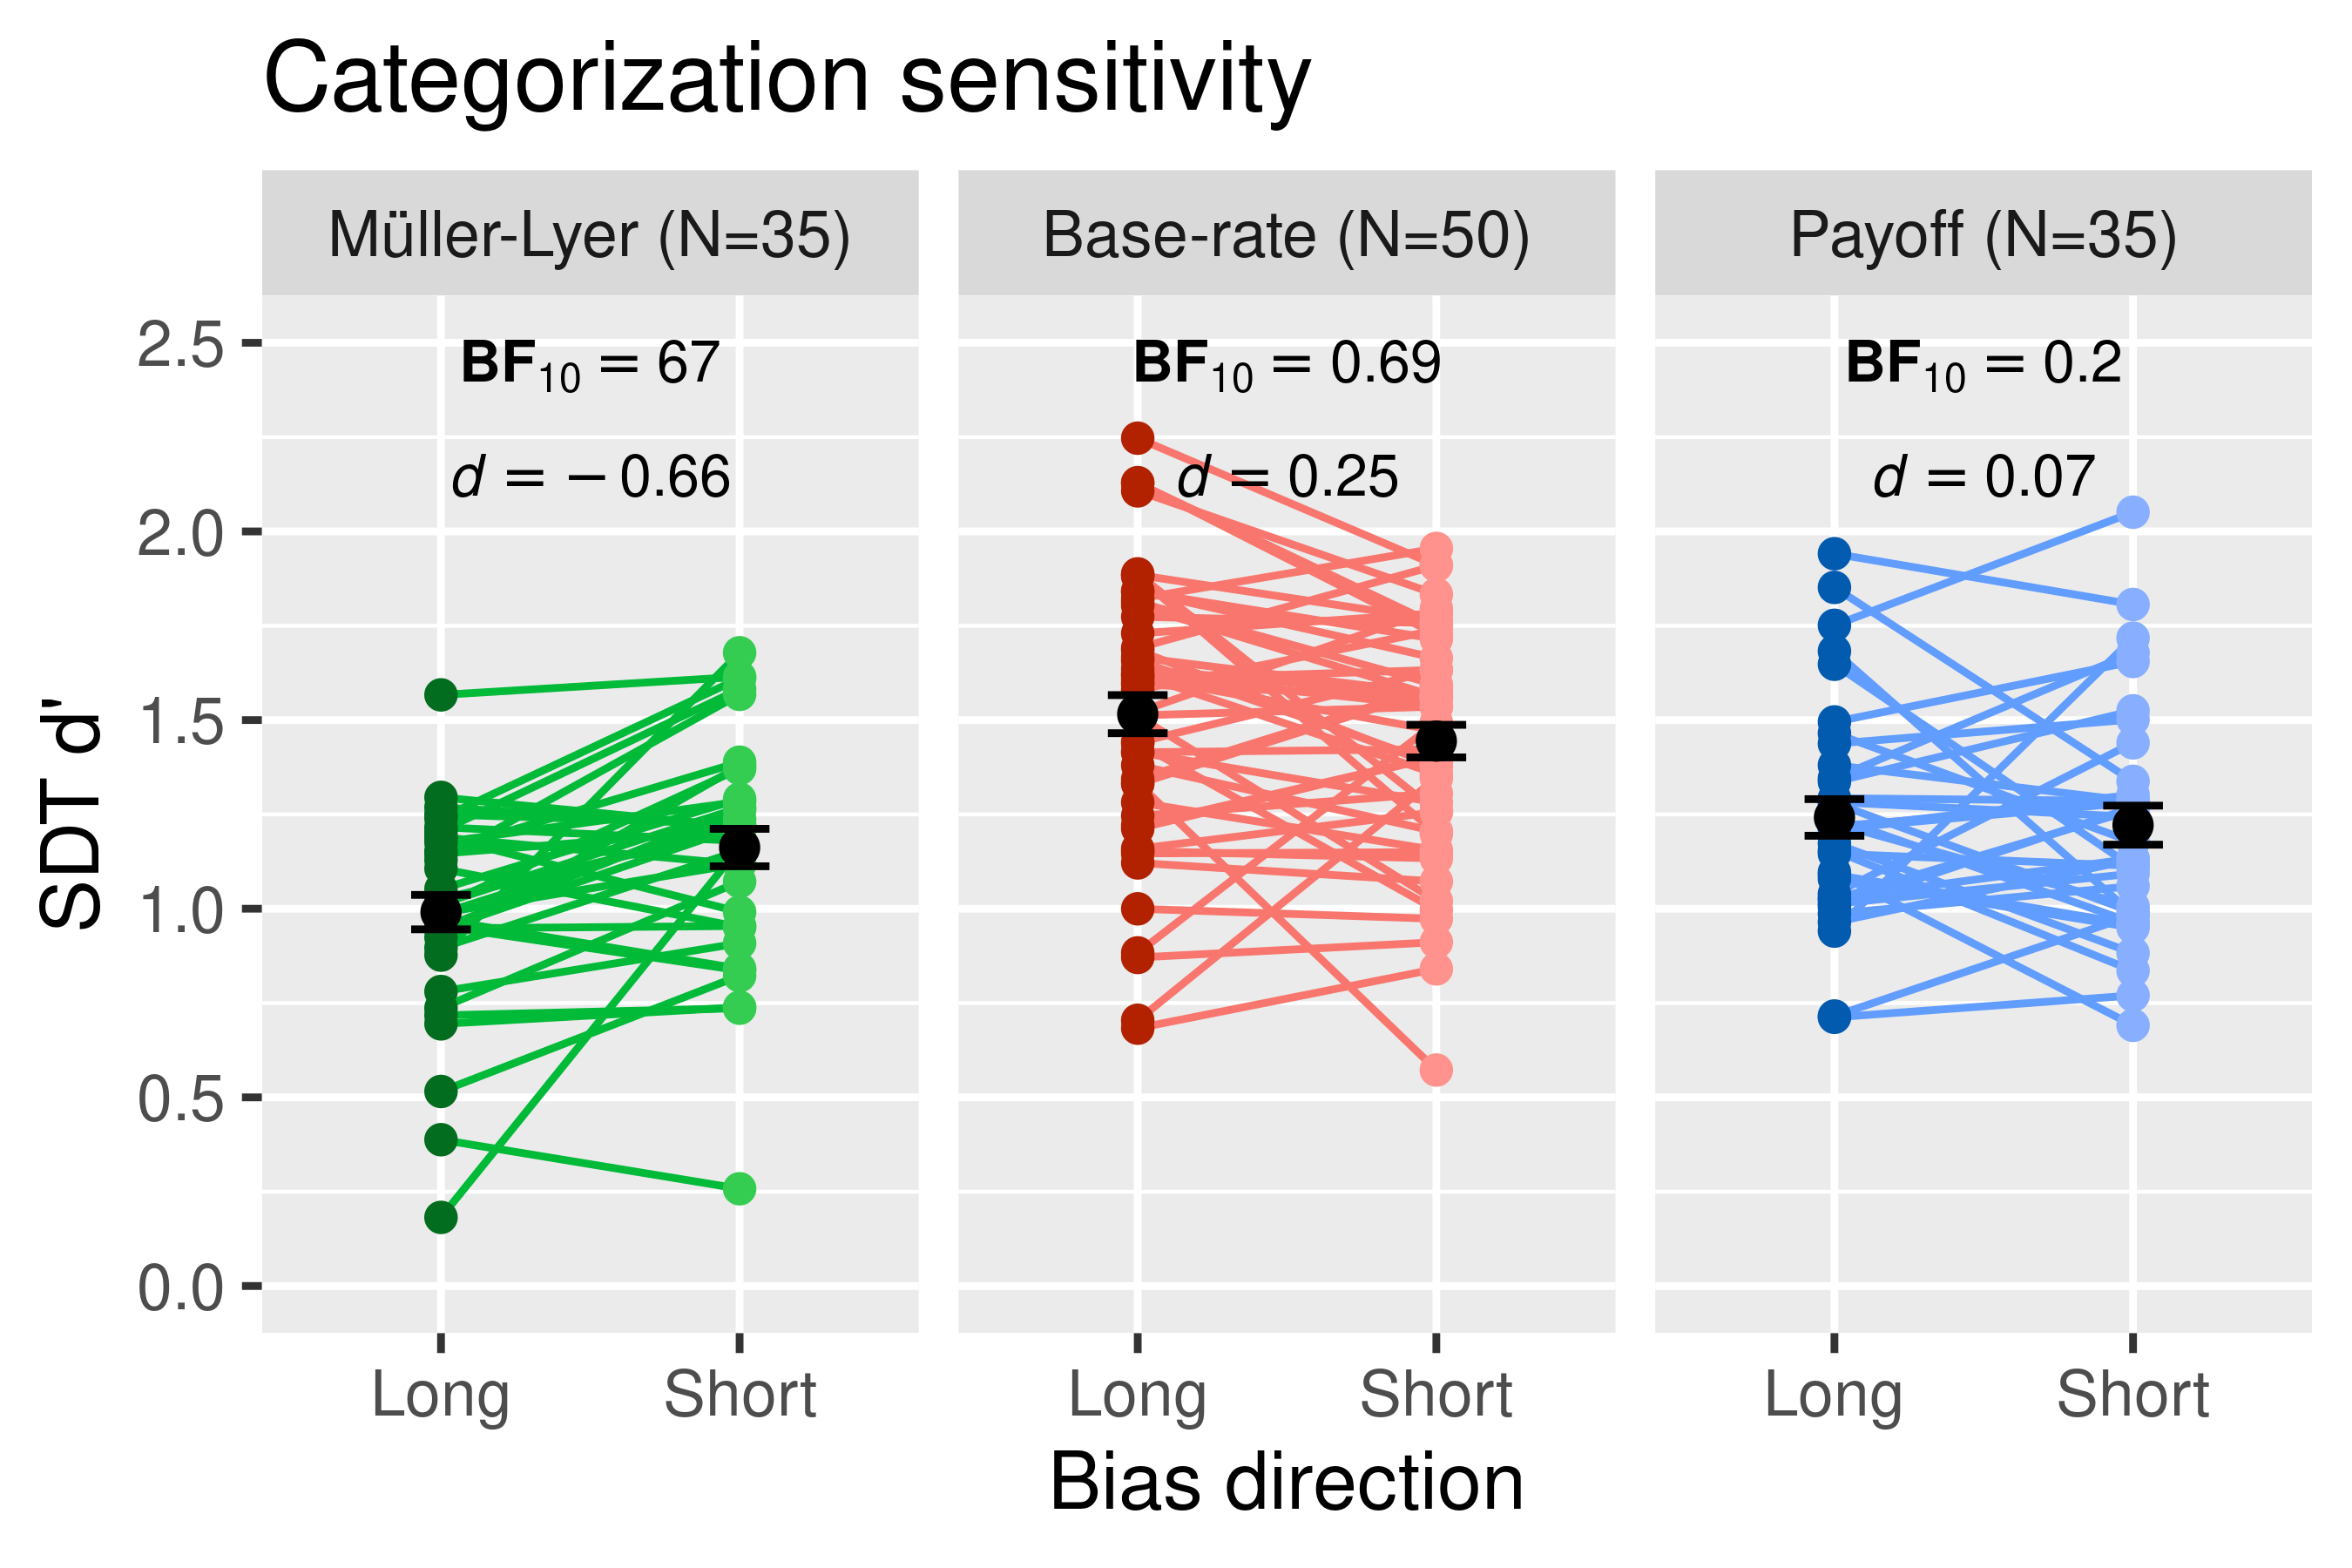 Categorization sensitivity
Müller-Lyer (N=35)
Base-rate (N=50)
Payoff (N=35)
BF10 = 67
d = −0.66
BF10 = 0.69
d = 0.25
BF10 = 0.2
d = 0.07
SDT d'
2.5
2.0
1.5
1.0
0.5
0.0
Long Short
Long Short
Long Short
Bias direction